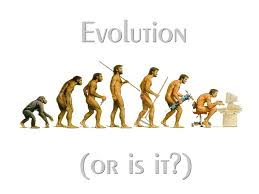 Evolution
(or is it?)